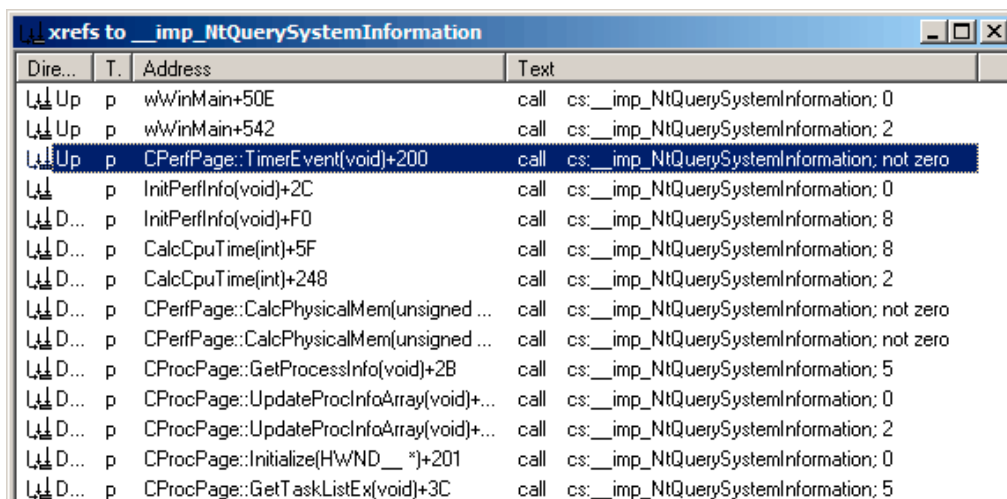 xrefs to __imp_NtQuerySystemInformation
Dire... T. Address Text
Up p wWinMain+50E call cs:__imp_NtQuerySystemInformation; 0
Up p wWinMain+542 call cs:__imp_NtQuerySystemInformation; 2
Up p CPerfPage::TimerEvent(void)+200 call cs:__imp_NtQuerySystemInformation; not zero
p InitPerfInfo(void)+2C call cs:__imp_NtQuerySystemInformation; 0
D... p InitPerfInfo(void)+F0 call cs:__imp_NtQuerySystemInformation; 8
D... p CalcCpuTime(int)+5F call cs:__imp_NtQuerySystemInformation; 8
D... p CalcCpuTime(int)+248 call cs:__imp_NtQuerySystemInformation; 2
D... p CPerfPage::CalcPhysicalMem(unsigned ... call cs:__imp_NtQuerySystemInformation; not zero
D... p CPerfPage::CalcPhysicalMem(unsigned ... call cs:__imp_NtQuerySystemInformation; not zero
D... p CProcPage::GetProcessInfo(void)+2B call cs:__imp_NtQuerySystemInformation; 5
D... p CProcPage::UpdateProcInfoArray(void)+... call cs:__imp_NtQuerySystemInformation; 0
D... p CProcPage::UpdateProcInfoArray(void)+... call cs:__imp_NtQuerySystemInformation; 2
D... p CProcPage::Initialize(HWND__ *)+201 call cs:__imp_NtQuerySystemInformation; 0
D... p CProcPage::GetTaskListEx(void)+3C call cs:__imp_NtQuerySystemInformation; 5